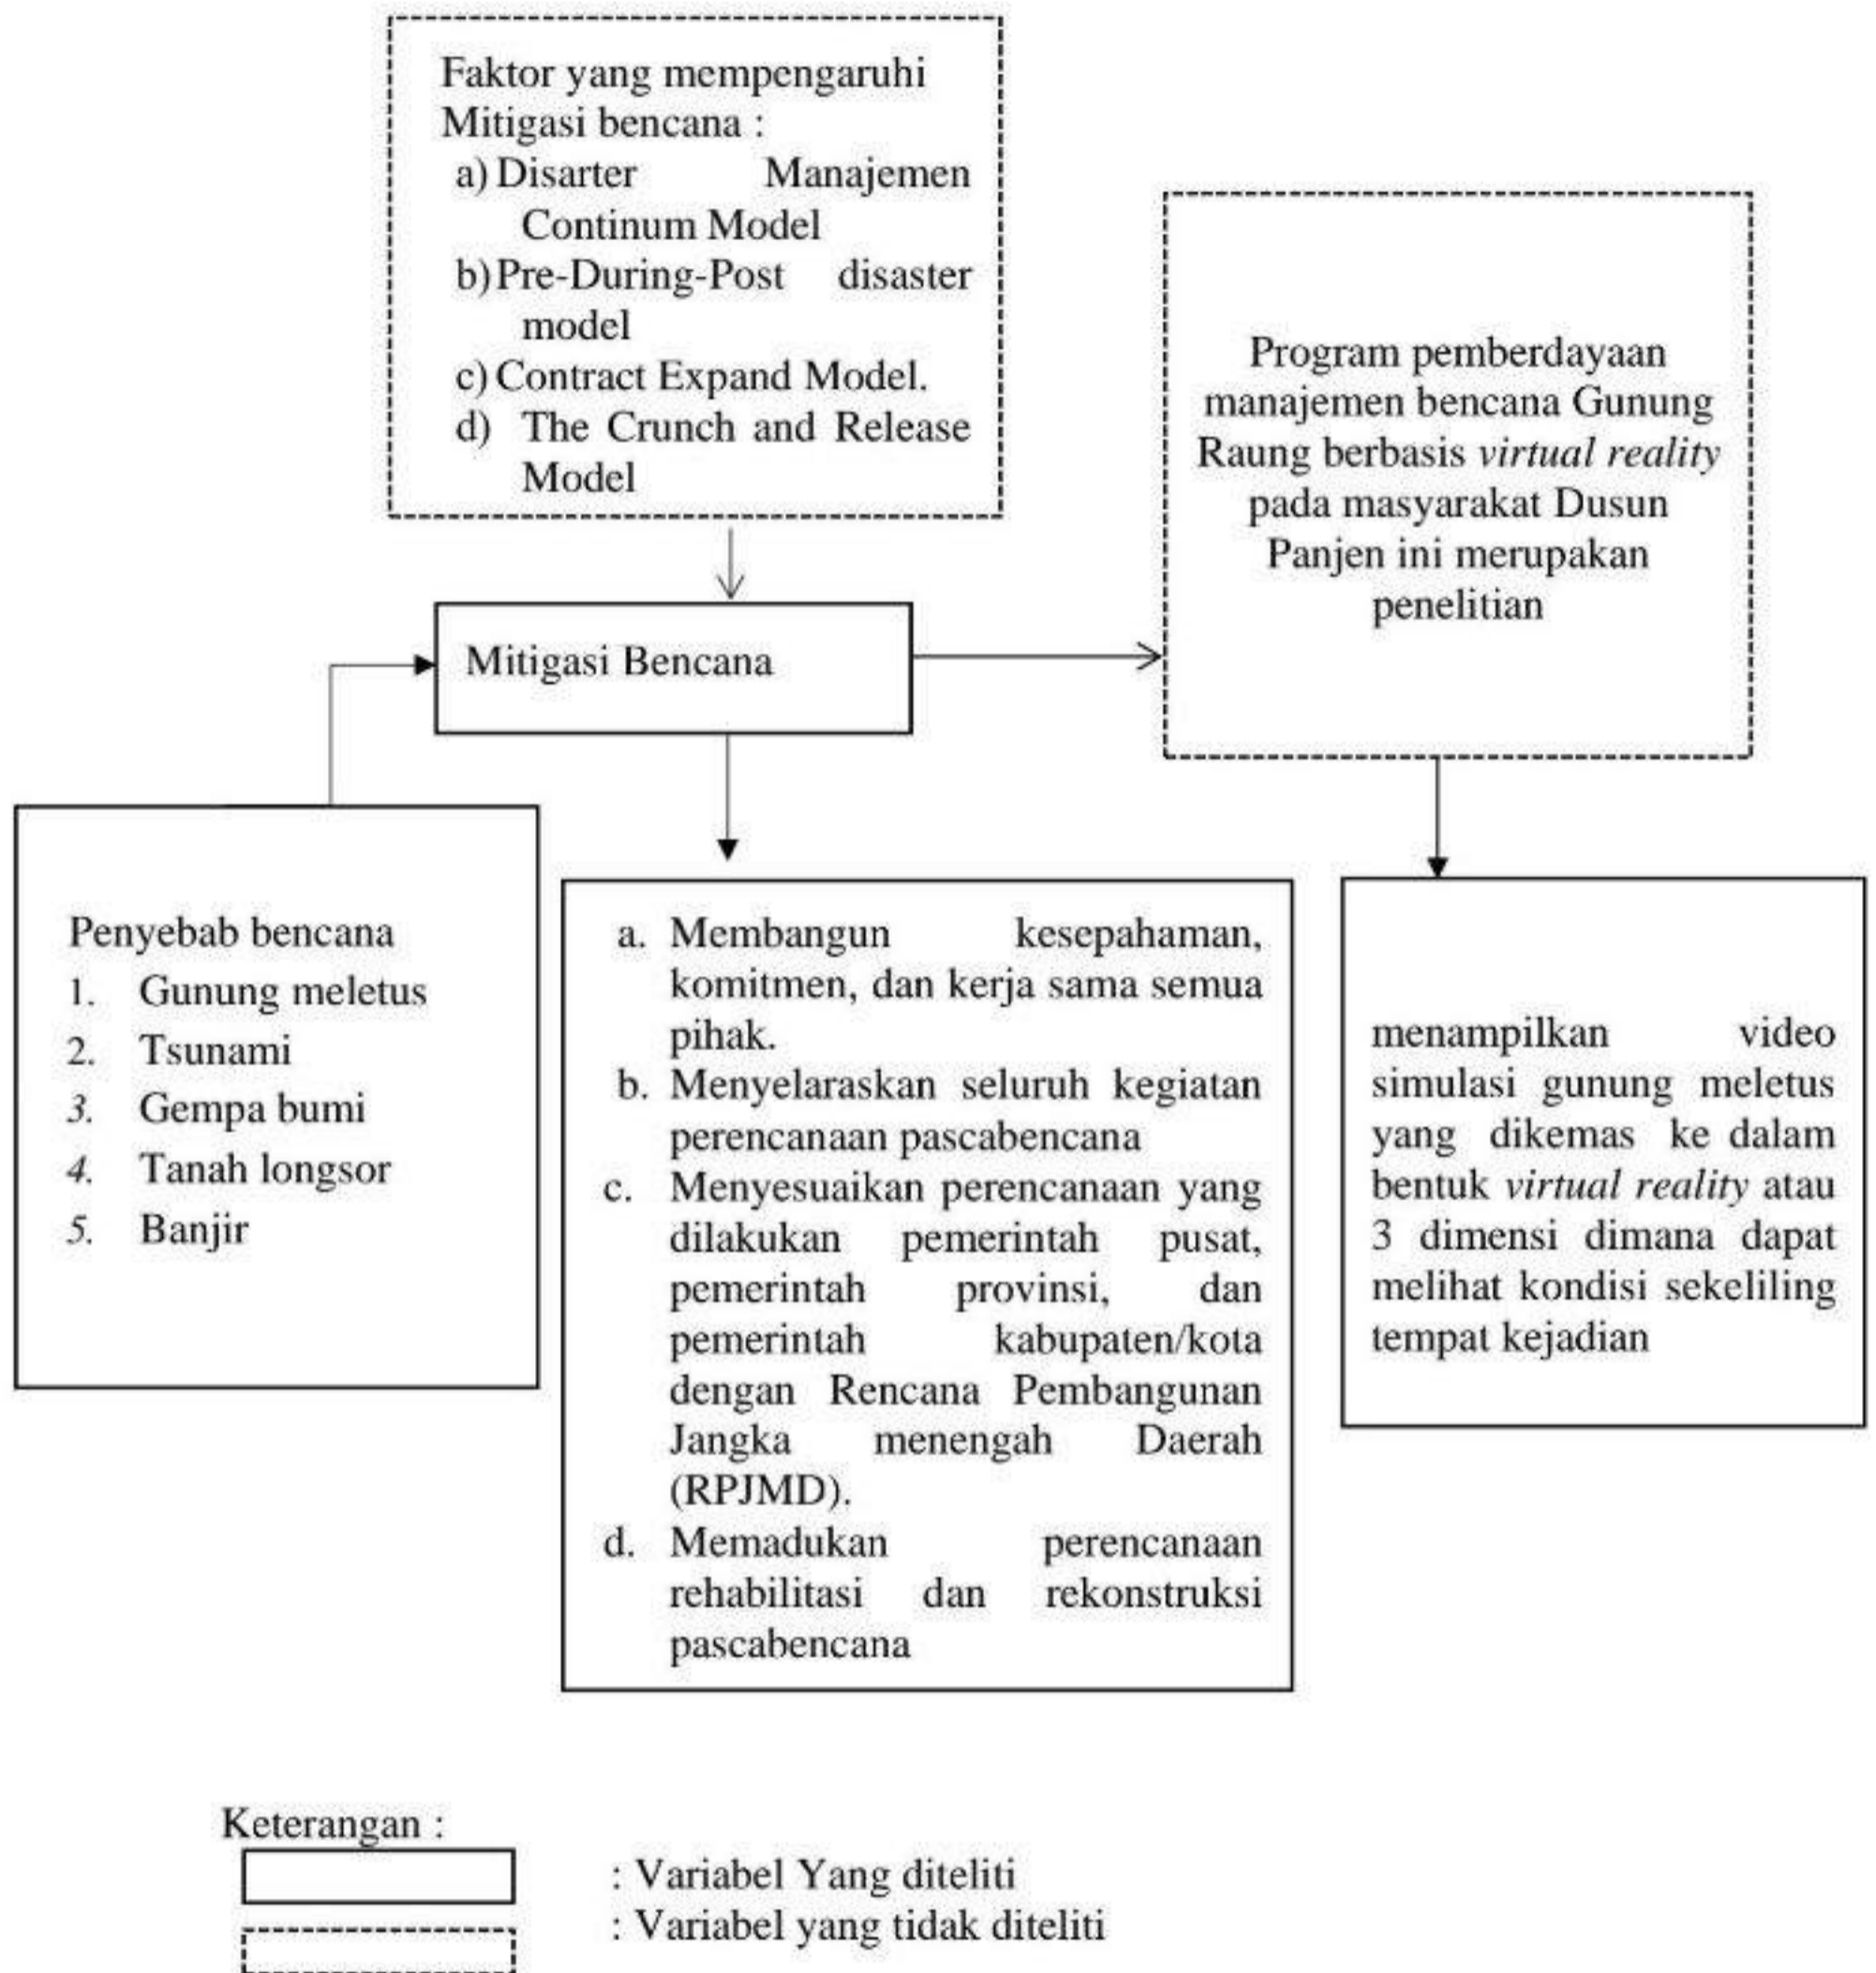 Faktor yang mempengaruhi
Mitigasi bencana :
a) Disarter Manajemen
Continum Model
b) Pre-During-Post disaster
model
c) Contract Expand Model.
d) The Crunch and Release
Model
Program pemberdayaan
manajemen bencana Gunung
Raung berbasis virtual reality
pada masyarakat Dusun
Panjen ini merupakan
penelitian
Mitigasi Bencana
Penyebab bencana
1. Gunung meletus
2. Tsunami
3. Gempa bumi
4. Tanah longsor
5. Banjir
a. Membangun kesepahaman,
komitmen, dan kerja sama semua
pihak.
b. Menyelaraskan seluruh kegiatan
perencanaan pascabencana
c. Menyesuaikan perencanaan yang
dilakukan pemerintah pusat,
pemerintah provinsi, dan
pemerintah kabupaten/kota
dengan Rencana Pembangunan
Jangka menengah Daerah
(RPJMD).
d. Memadukan perencanaan
rehabilitasi dan rekonstruksi
pascabencana
menampilkan video
simulasi gunung meletus
yang dikemas ke dalam
bentuk virtual reality atau
3 dimensi dimana dapat
melihat kondisi sekeliling
tempat kejadian
Keterangan :
: Variabel Yang diteliti
: Variabel yang tidak diteliti